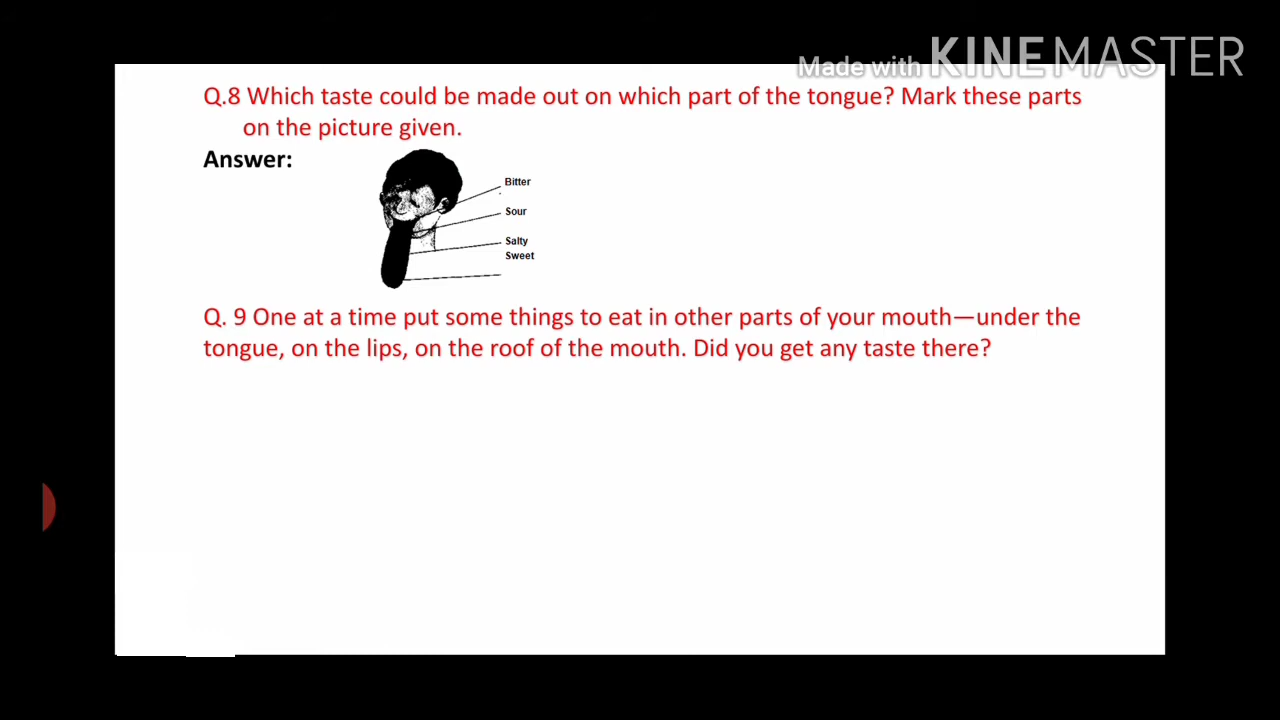 Made with KINEMASTER
Q.8 Which taste could be made out on which part of the tongue? Mark these parts
on the picture given.
Answer:
Bitter
Sour
Salty
Sweet
Q. 9 One at a time put some things to eat in other parts of your mouth—under the
tongue, on the lips, on the roof of the mouth. Did you get any taste there?